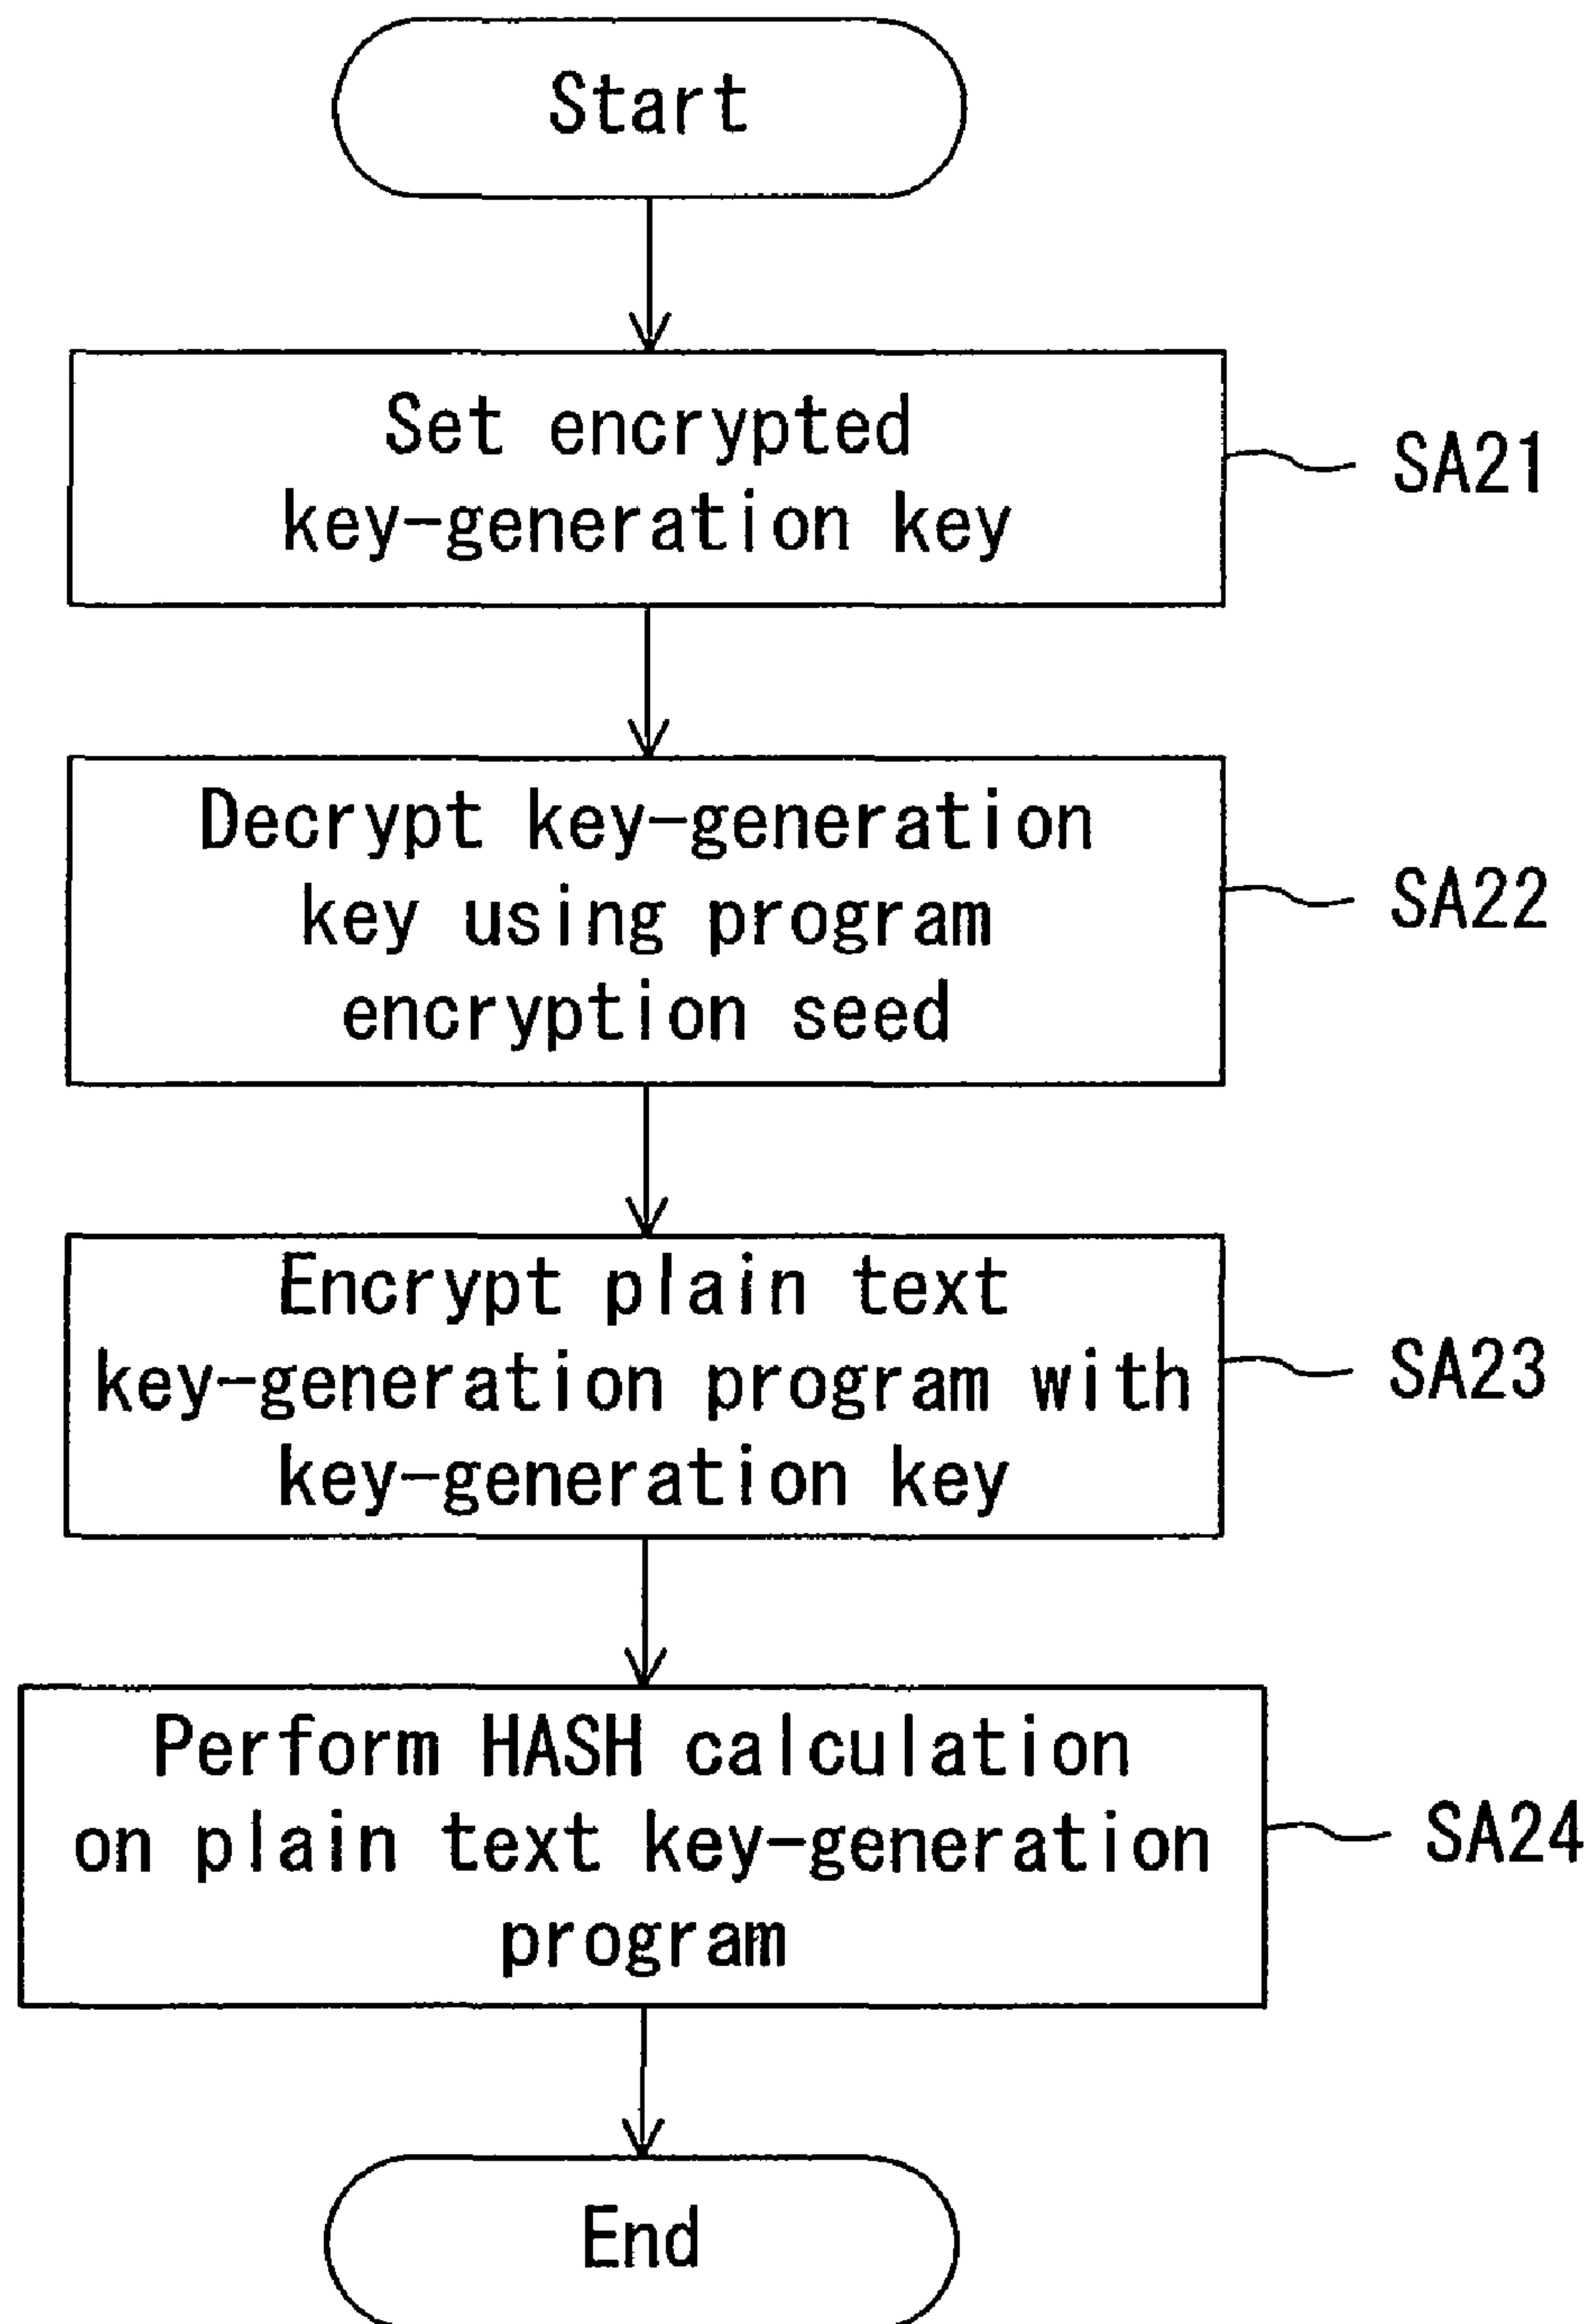 Start
Set encrypted
key-generation key
SA21
Decrypt key-generation
key using program
encryption seed
SA22
Encrypt plain text
key-generation program with
key-generation key
SA23
Perform HASH calculation
on plain text key-generation
program
SA24
End